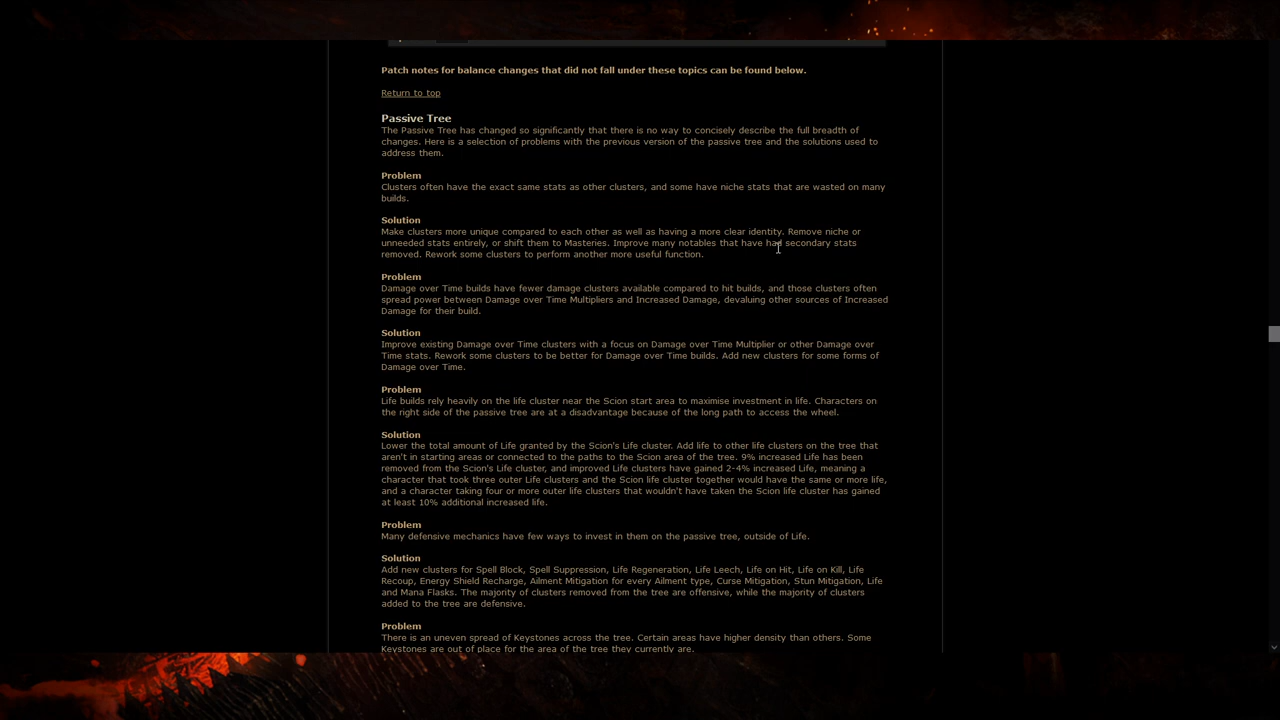 Patch notes for balance changes that did not fall under these topics can be found below.
Return to top
Passive Tree
The Passive Tree has changed so significantly that there is no way to concisely describe the full breadth of
changes. Here is a selection of problems with the previous version of the passive tree and the solutions used to
address them.
Problem
Clusters often have the exact same stats as other clusters, and some have niche stats that are wasted on many
builds.
Solution
Make clusters more unique compared to each other as well as having a more clear identity. Remove niche or
unneeded stats entirely, or shift them to Masteries. Improve many notables that have had secondary stats
removed. Rework some clusters to perform another more useful function.
Problem
Damage over Time builds have fewer damage clusters available compared to hit builds, and those clusters often
spread power between Damage over Time Multipliers and Increased Damage, devaluing other sources of Increased
Damage for their build.
Solution
Improve existing Damage over Time clusters with a focus on Damage over Time Multiplier or other Damage over
Time stats. Rework some clusters to be better for Damage over Time builds. Add new clusters for some forms of
Damage over Time.
Problem
Life builds rely heavily on the life cluster near the Scion start area to maximise investment in life. Characters on
the right side of the passive tree are at a disadvantage because of the long path to access the wheel.
Solution
Lower the total amount of Life granted by the Scion's Life cluster. Add life to other life clusters on the tree that
aren't in starting areas or connected to the paths to the Scion area of the tree. 9% increased Life has been
removed from the Scion's Life cluster, and improved Life clusters have gained 2-4% increased Life, meaning a
character that took three outer Life clusters and the Scion life cluster together would have the same or more life,
and a character taking four or more outer life clusters that wouldn't have taken the Scion life cluster has gained
at least 10% additional increased life.
Problem
Many defensive mechanics have few ways to invest in them on the passive tree, outside of Life.
Solution
Add new clusters for Spell Block, Spell Suppression, Life Regeneration, Life Leech, Life on Hit, Life on Kill, Life
Recoup, Energy Shield Recharge, Ailment Mitigation for every Ailment type, Curse Mitigation, Stun Mitigation, Life
and Mana Flasks. The majority of clusters removed from the tree are offensive, while the majority of clusters
added to the tree are defensive.
Problem
There is an uneven spread of Keystones across the tree. Certain areas have higher density than others. Some
Keystones are out of place for the area of the tree they currently are.